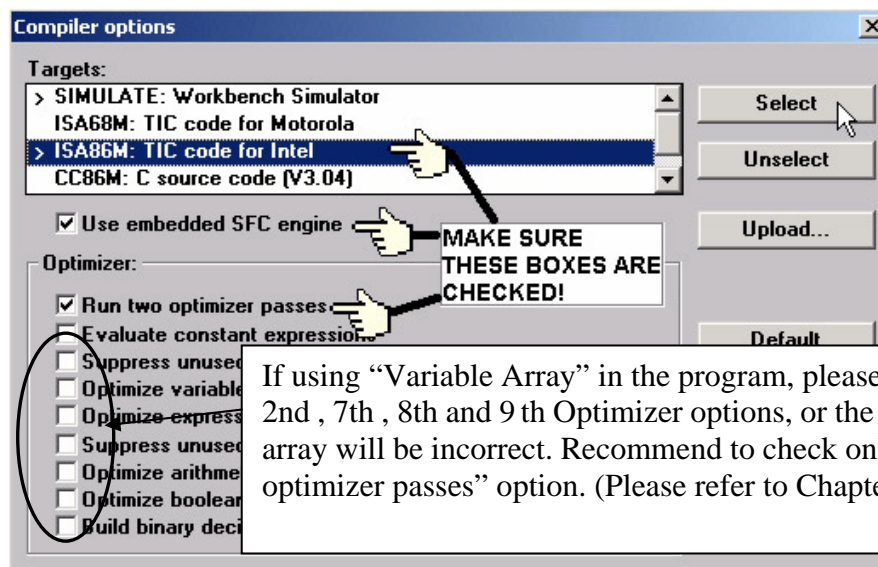 Compiler options
Targets:
> SIMULATE: Workbench Simulator
ISA68M: TIC code for Motorola
> ISA86M: TIC code for Intel
CC86M: C source code (V3.04)
Select
Unselect
Upload...
Default
Use embedded SFC engine
MAKE SURE
THESE BOXES ARE
CHECKED!
Optimizer:
Run two optimizer passes
Evaluate constant expressions
Suppress unused
Optimize variable
Optimize express
Suppress unused
Optimize arithme
Optimize boolean
Build binary deci
If using “Variable Array” in the program, please
2nd , 7th , 8th and 9 th Optimizer options, or the
array will be incorrect. Recommend to check on
optimizer passes” option. (Please refer to Chapte